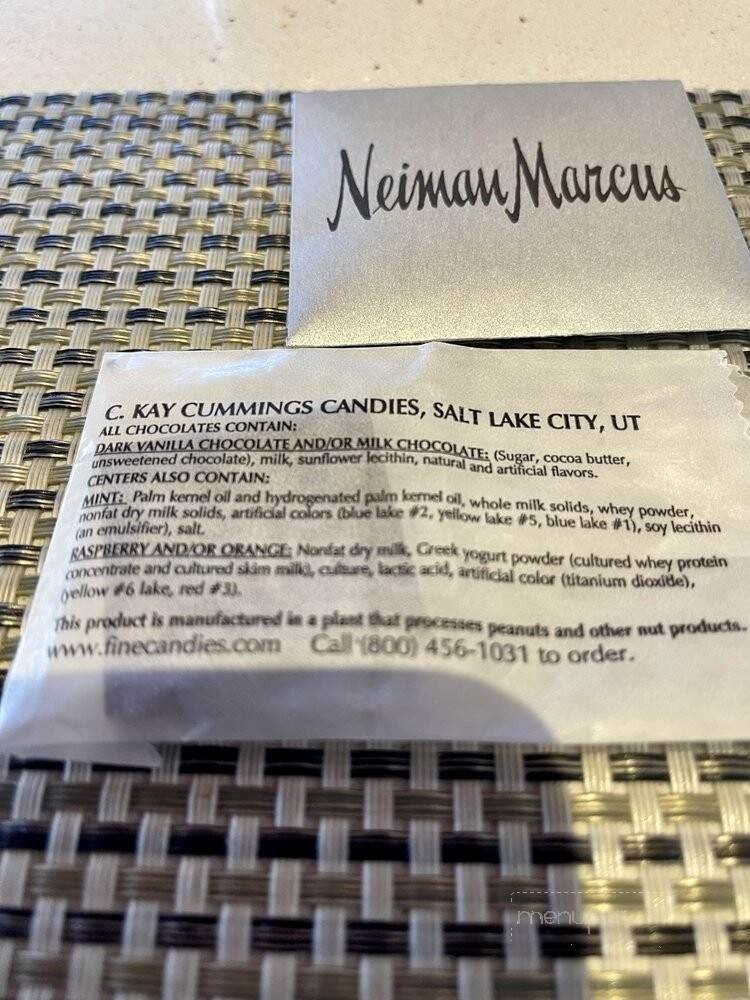 Neiman Marcus
C. KAY CUMMINGS CANDIES, SALT LAKE CITY, UT
ALL CHOCOLATES CONTAIN:
DARK VANILLA CHOCOLATE AND/OR MILK CHOCOLATE: (Sugar, cocoa butter,
unsweetened chocolate), milk, sunflower lecithin, natural and artificial flavors.
CENTERS ALSO CONTAIN:
MINT: Palm kernel oil and hydrogenated palm kernel oil, whole milk solids, whey powder,
nonfat dry milk solids, artificial colors (blue lake #2, yellow lake #5, blue lake #1), soy lecithin
(an emulsifier), salt.
RASPBERRY AND/OR ORANGE: Nonfat dry milk, Greek yogurt powder (cultured whey protein
concentrate and cultured skim milk), culture, lactic acid, artificial color (titanium dioxide),
(yellow #6 lake, red #3).
This product is manufactured in a plant that processes peanuts and other nut products.
www.finecandies.com Call (800) 456-1031 to order.